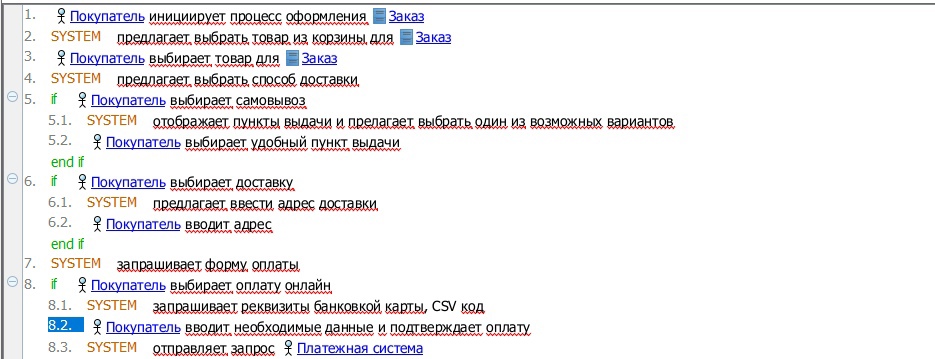 1. Покупатель инициирует процесс оформления Заказ
2. SYSTEM предлагает выбрать товар из корзины для Заказ
3. Покупатель выбирает товар для Заказ
4. SYSTEM предлагает выбрать способ доставки
5. if Покупатель выбирает самовывоз
5.1. SYSTEM отображает пункты выдачи и прелагает выбрать один из возможных вариантов
5.2. Покупатель выбирает удобный пункт выдачи
end if
6. if Покупатель выбирает доставку
6.1. SYSTEM предлагает ввести адрес доставки
6.2. Покупатель вводит адрес
end if
7. SYSTEM запрашивает форму оплаты
8. if Покупатель выбирает оплату онлайн
8.1. SYSTEM запрашивает реквизиты банковкой карты, CSV код
8.2. Покупатель вводит необходимые данные и подтверждает оплату
8.3. SYSTEM отправляет запрос Платежная система